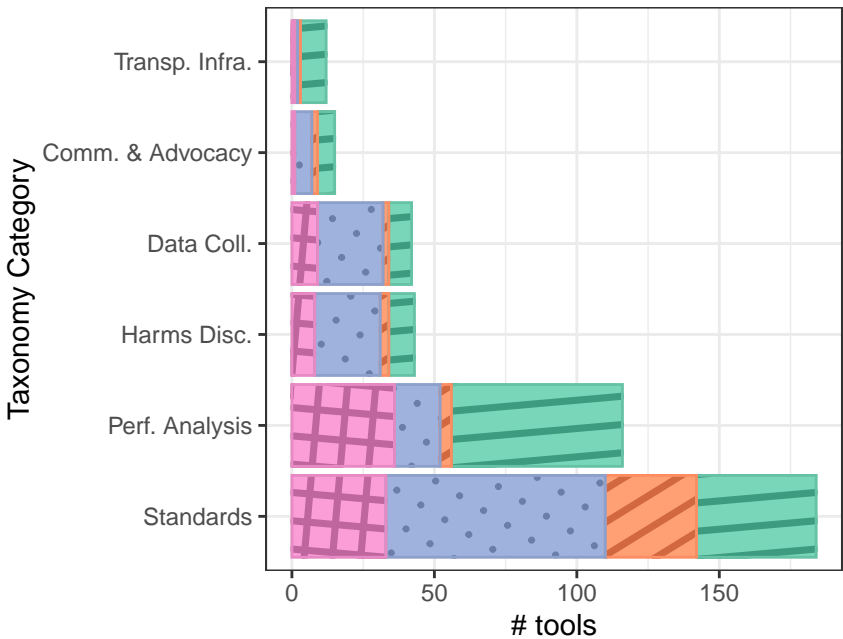 Taxonomy Category
Transp. Infra.
Comm. & Advocacy
Data Coll.
Harms Disc.
Perf. Analysis
Standards
0 50 100 150
# tools